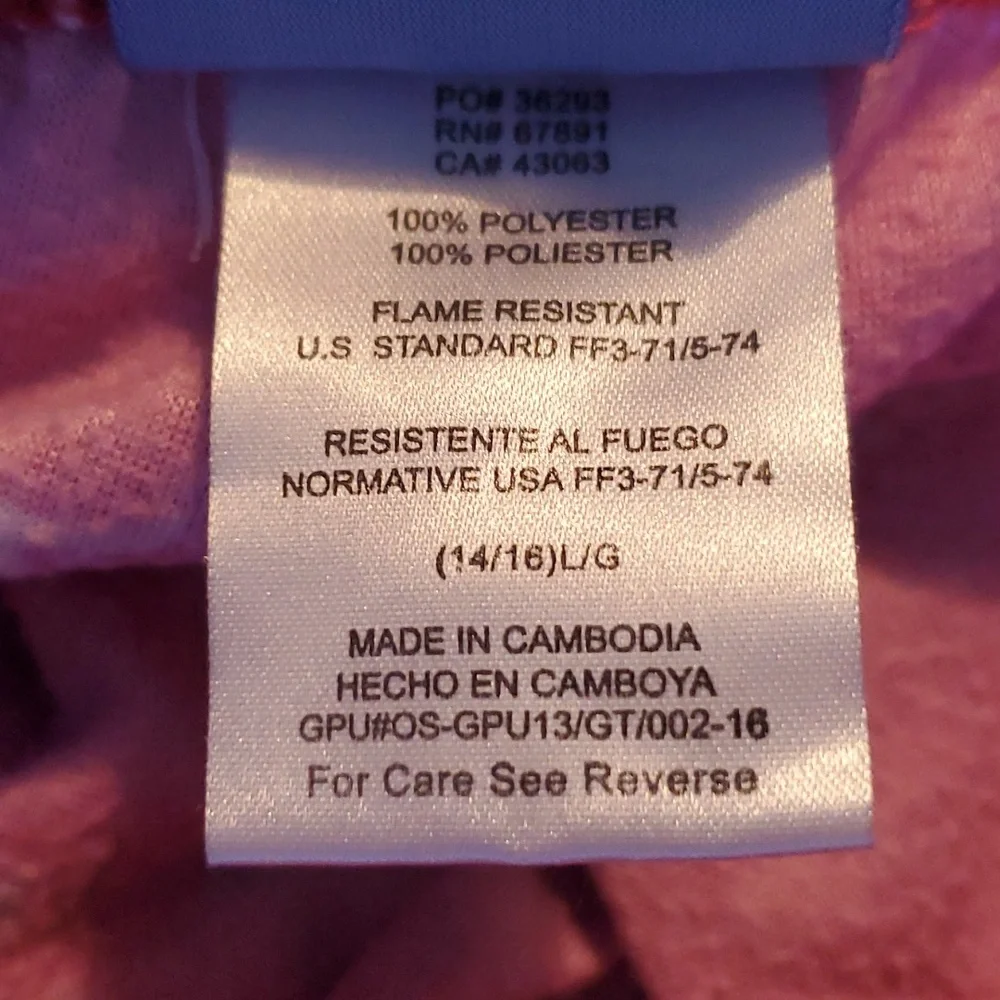 PO# 36293
RN# 67891
CA# 43063
100% POLYESTER
100% POLIESTER
FLAME RESISTANT
U.S STANDARD FF3-71/5-74
RESISTENTE AL FUEGO
NORMATIVE USA FF3-71/5-74
(14/16)L/G
MADE IN CAMBODIA
HECHO EN CAMBOYA
GPU#OS-GPU13/GT/002-16
For Care See Reverse